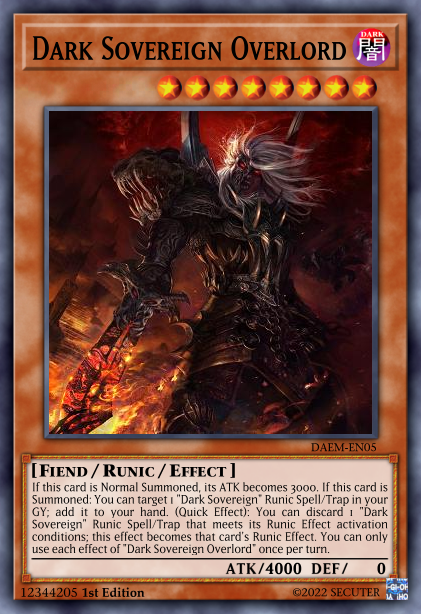 DARK SOVEREIGN OVERLORD
DARK
闇
DAEM-EN05
[FIEND / RUNIC / EFFECT]
If this card is Normal Summoned, its ATK becomes 3000. If this card is
Summoned: You can target 1 "Dark Sovereign" Runic Spell/Trap in your
GY; add it to your hand. (Quick Effect): You can discard 1 "Dark
Sovereign" Runic Spell/Trap that meets its Runic Effect activation
conditions; this effect becomes that card's Runic Effect. You can only
use each effect of "Dark Sovereign Overlord" once per turn.
ATK/4000 DEF/ 0
12344205 1st Edition
©2022 SECUTER